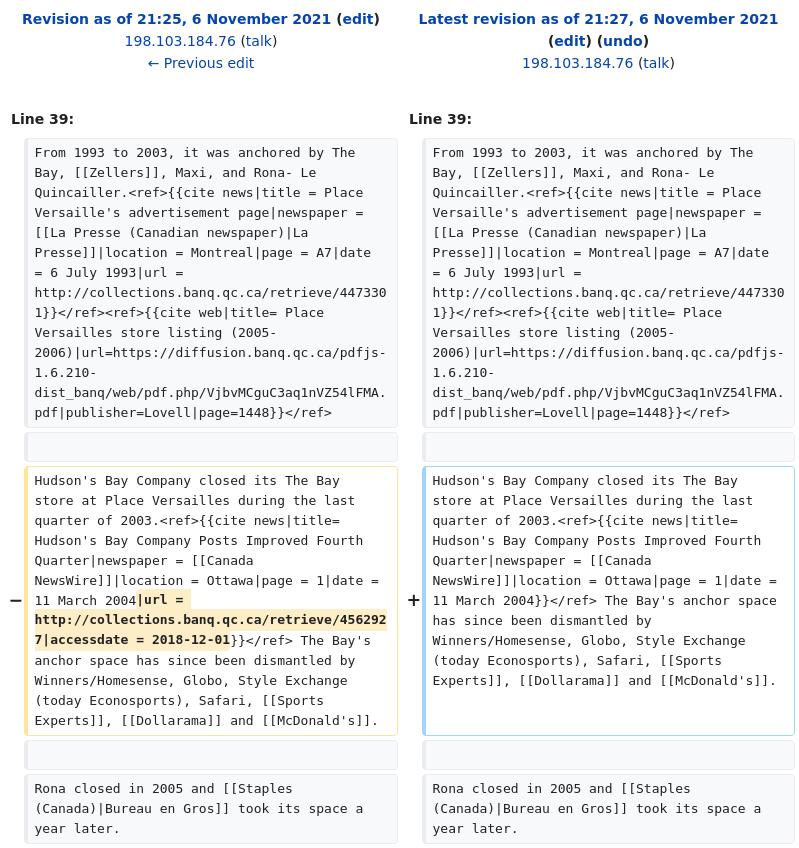 Revision as of 21:25, 6 November 2021 (edit)
198.103.184.76 (talk)
← Previous edit
Latest revision as of 21:27, 6 November 2021
(edit) (undo)
198.103.184.76 (talk)
Line 39:
From 1993 to 2003, it was anchored by The
Bay, [[Zellers]], Maxi, and Rona- Le
Quincailler.<ref>{{cite news|title = Place
Versaille's advertisement page|newspaper =
[[La Presse (Canadian newspaper)|La
Presse]]|location = Montreal|page = A7|date
= 6 July 1993|url =
http://collections.banq.qc.ca/retrieve/447330
1}}</ref><ref>{{cite web|title= Place
Versailles store listing (2005-
2006)|url=https://diffusion.banq.qc.ca/pdfjs-
1.6.210-
dist_banq/web/pdf.php/VjbvMCguC3aq1nVZ54lFMA.
pdf|publisher=Lovell|page=1448}}</ref>
−
Hudson's Bay Company closed its The Bay
store at Place Versailles during the last
quarter of 2003.<ref>{{cite news|title=
Hudson's Bay Company Posts Improved Fourth
Quarter|newspaper = [[Canada
NewsWire]]|location = Ottawa|page = 1|date =
11 March 2004|url =
http://collections.banq.qc.ca/retrieve/456292
7|accessdate = 2018-12-01}}</ref> The Bay's
anchor space has since been dismantled by
Winners/Homesense, Globo, Style Exchange
(today Econosports), Safari, [[Sports
Experts]], [[Dollarama]] and [[McDonald's]].
Rona closed in 2005 and [[Staples
(Canada)|Bureau en Gros]] took its space a
year later.
Line 39:
From 1993 to 2003, it was anchored by The
Bay, [[Zellers]], Maxi, and Rona- Le
Quincailler.<ref>{{cite news|title = Place
Versaille's advertisement page|newspaper =
[[La Presse (Canadian newspaper)|La
Presse]]|location = Montreal|page = A7|date
= 6 July 1993|url =
http://collections.banq.qc.ca/retrieve/447330
1}}</ref><ref>{{cite web|title= Place
Versailles store listing (2005-
2006)|url=https://diffusion.banq.qc.ca/pdfjs-
1.6.210-
dist_banq/web/pdf.php/VjbvMCguC3aq1nVZ54lFMA.
pdf|publisher=Lovell|page=1448}}</ref>
+
Hudson's Bay Company closed its The Bay
store at Place Versailles during the last
quarter of 2003.<ref>{{cite news|title=
Hudson's Bay Company Posts Improved Fourth
Quarter|newspaper = [[Canada
NewsWire]]|location = Ottawa|page = 1|date =
11 March 2004}}</ref> The Bay's anchor space
has since been dismantled by
Winners/Homesense, Globo, Style Exchange
(today Econosports), Safari, [[Sports
Experts]], [[Dollarama]] and [[McDonald's]].
Rona closed in 2005 and [[Staples
(Canada)|Bureau en Gros]] took its space a
year later.